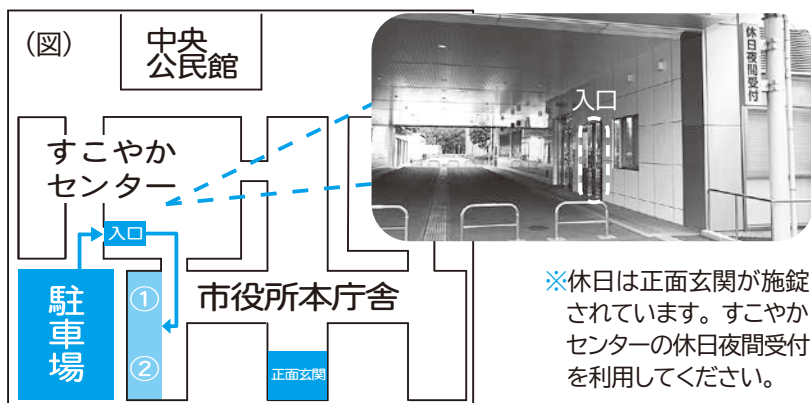 (図)
中央
公民館
休日夜間受付
入口
すこやか
センター
入口
駐車場
①
②
市役所本庁舎
正面玄関
※休日は正面玄関が施錠
されています。すこやか
センターの休日夜間受付
を利用してください。